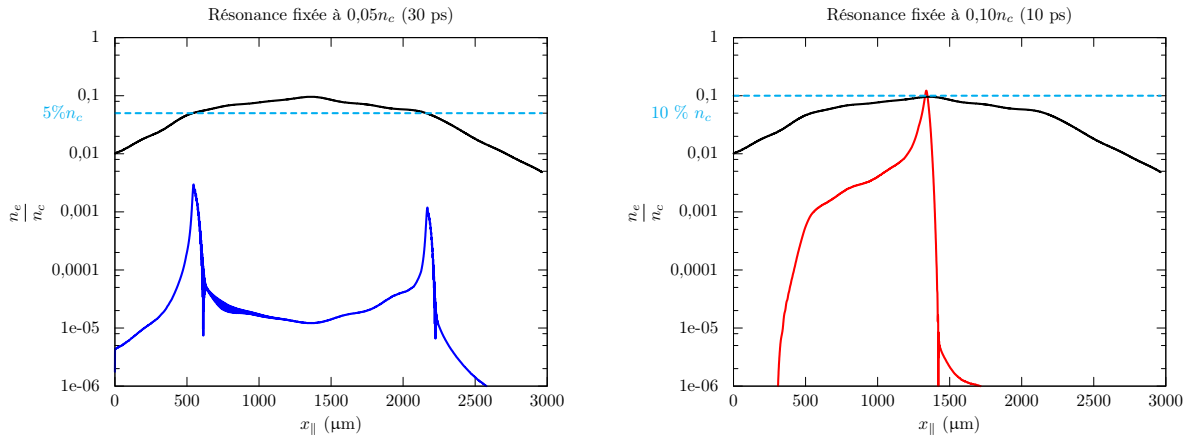 Résonance fixée à 0,05n_c (30 ps)
1
0,1
5%n_c
0,01
n_e/n_c
0,001
0,0001
1e-05
1e-06
0 500 1000 1500 2000 2500 3000
x_∥ (μm)
Résonance fixée à 0,10n_c (10 ps)
1
0,1
10 % n_c
0,01
n_e/n_c
0,001
0,0001
1e-05
1e-06
0 500 1000 1500 2000 2500 3000
x_∥ (μm)